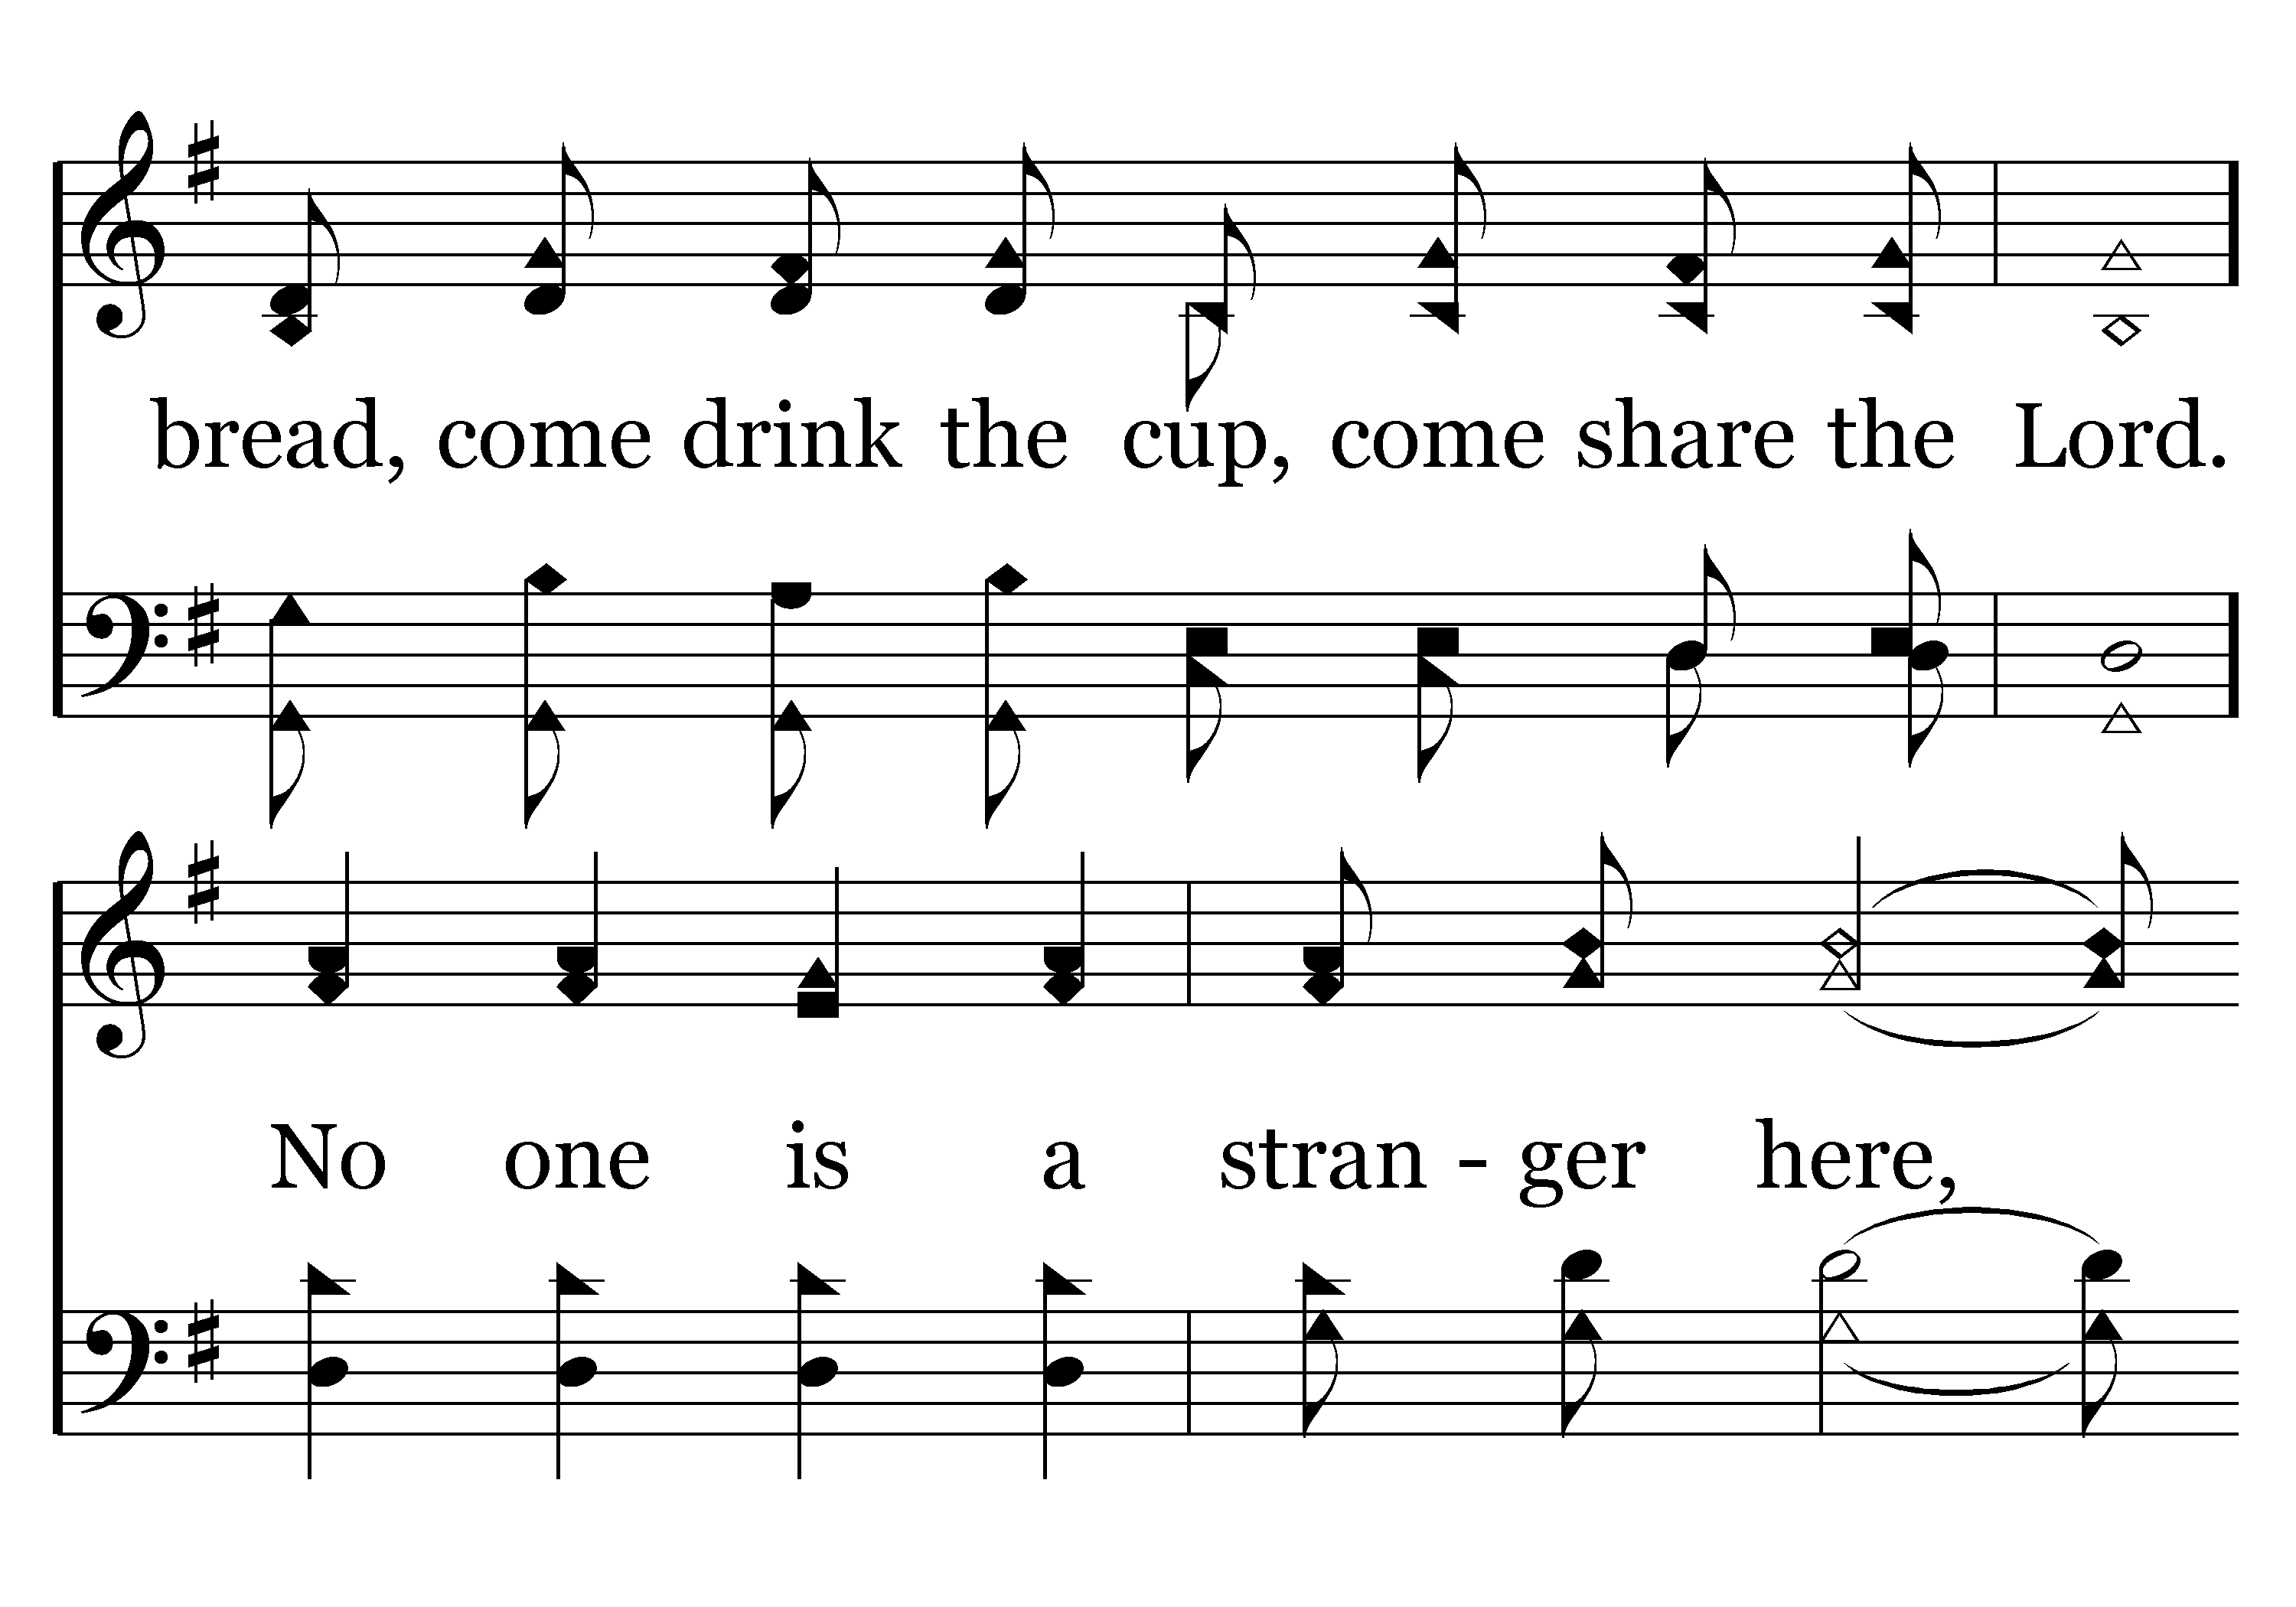 bread, come drink the cup, come share the Lord.
No one is a stran - ger here,